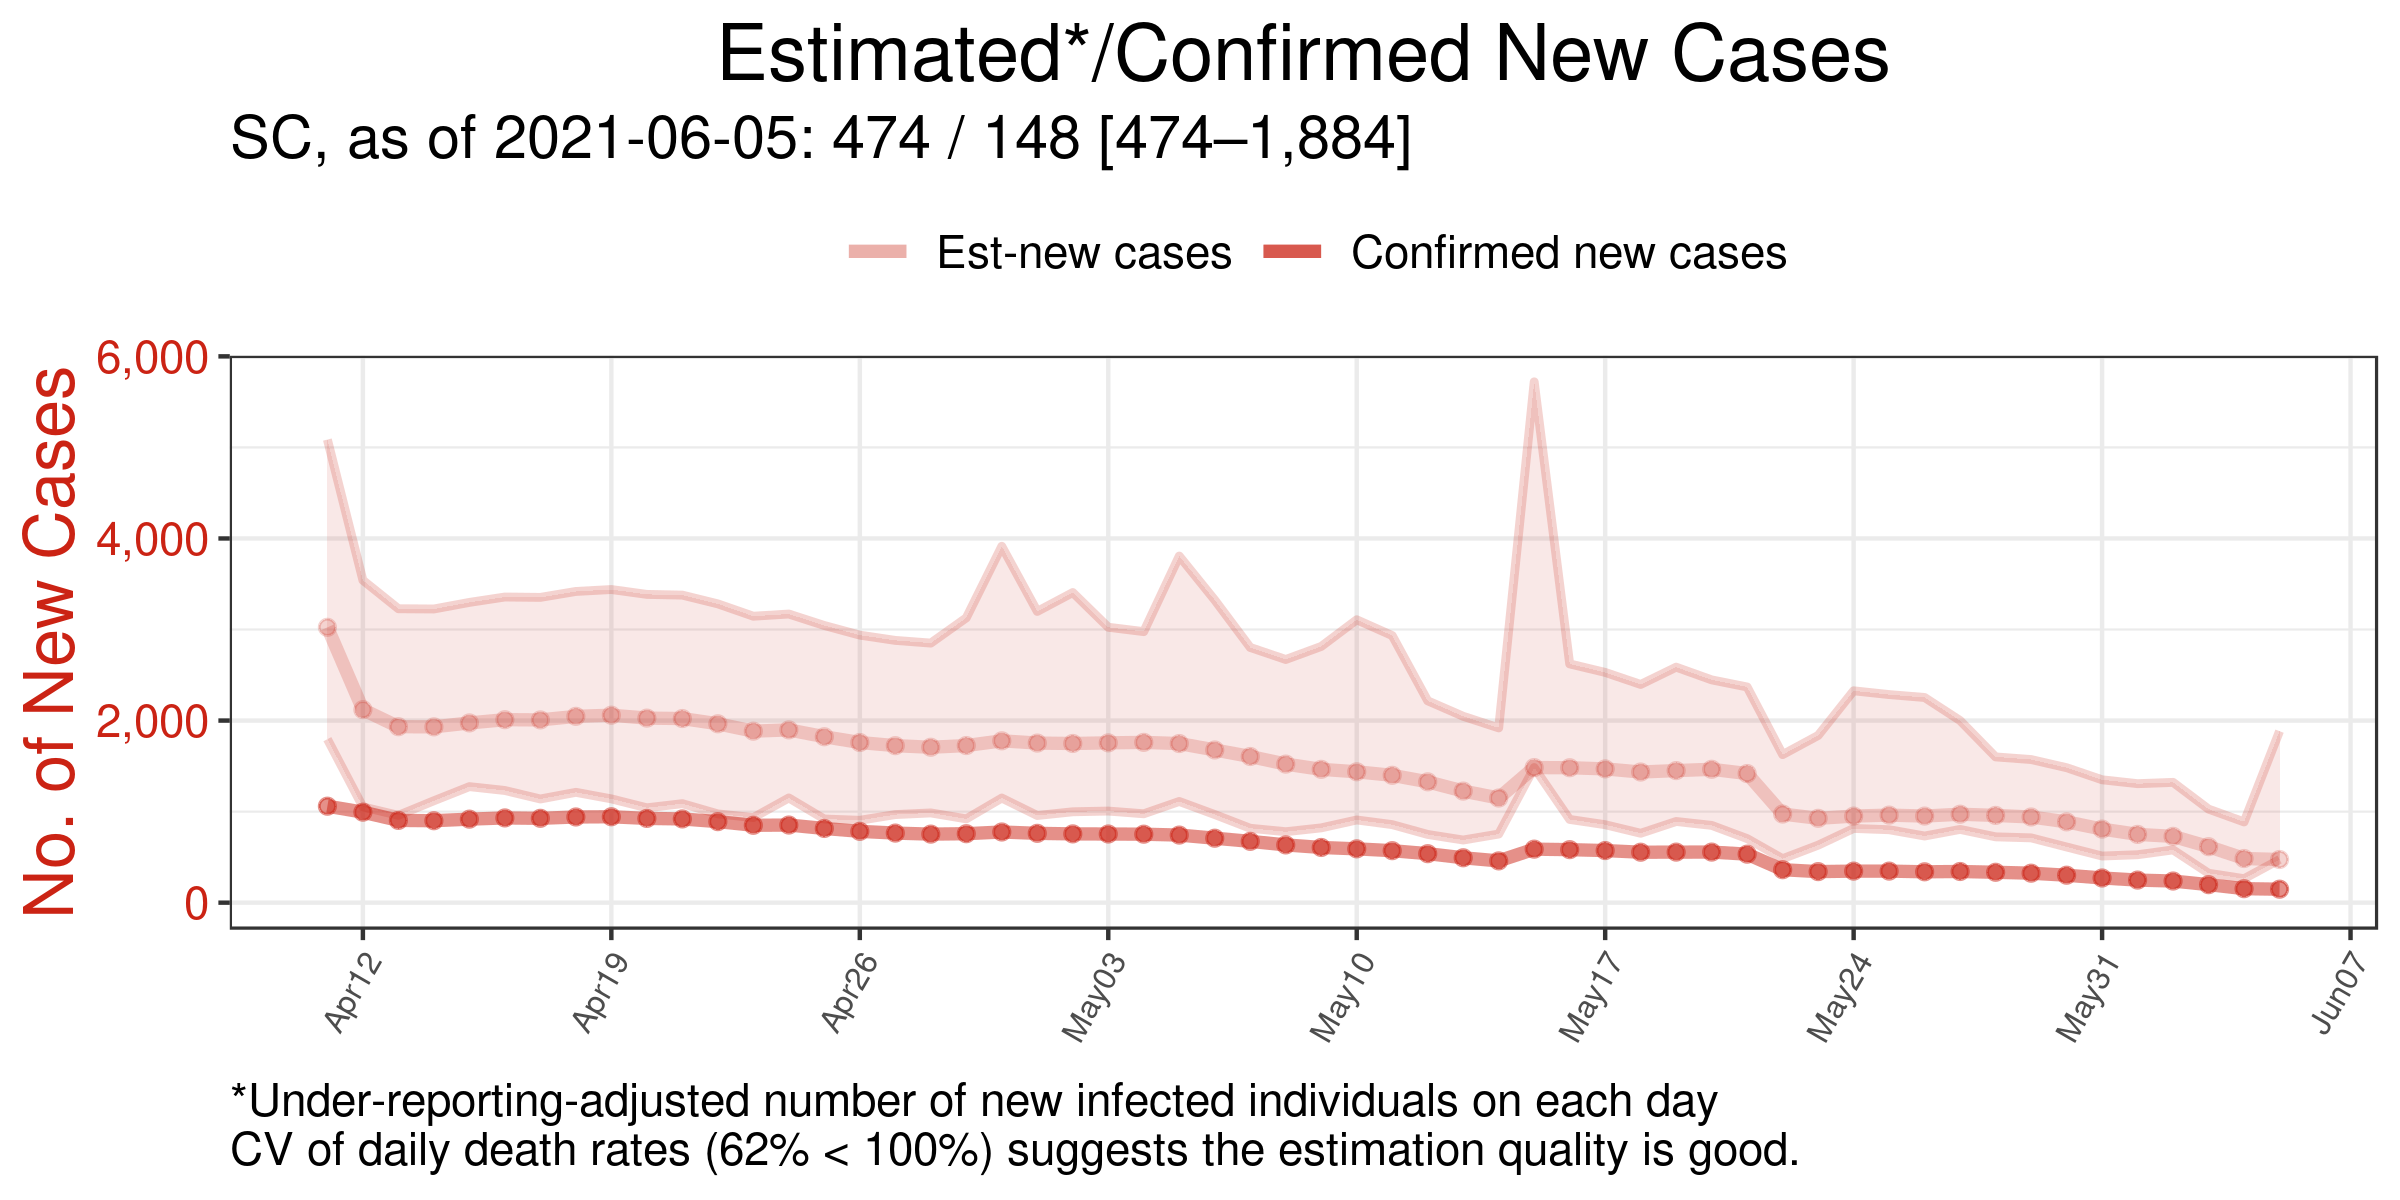 Estimated*/Confirmed New Cases
SC, as of 2021-06-05: 474 / 148 [474–1,884]
Est-new cases Confirmed new cases
No. of New Cases
6,000
4,000
2,000
0
Apr12 Apr19 Apr26 May03 May10 May17 May24 May31 Jun07
*Under-reporting-adjusted number of new infected individuals on each day
CV of daily death rates (62% < 100%) suggests the estimation quality is good.